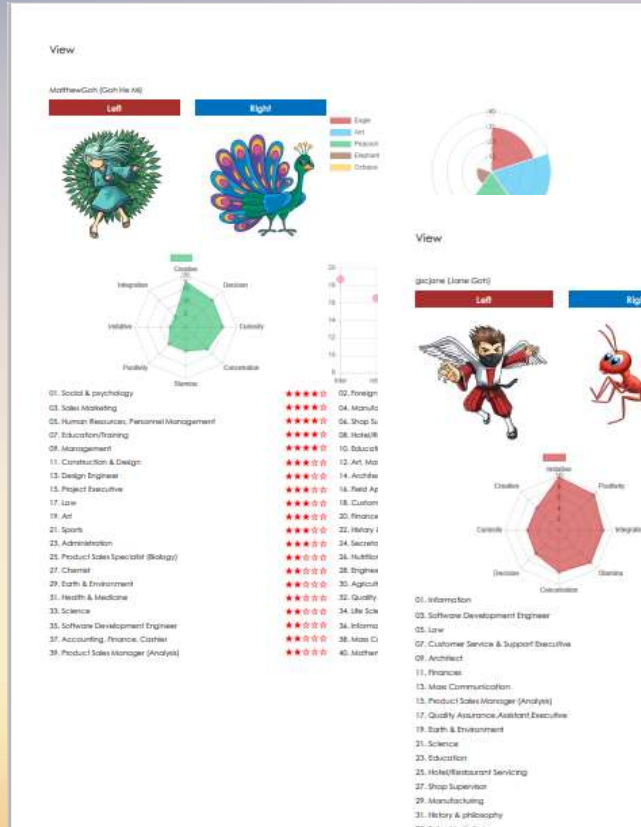 View
MatthewGoh (Goh He Mi)
Left
Right
Eagle
Ant
Peacock
Elephant
Octopus
Creative
Decision
Curiosity
Concentration
Stamina
Positivity
Initiative
Integration
01. Social & psychology
02. Foreign
03. Sales Marketing
04. Manufa
05. Human Resources, Personnel Management
06. Shop Su
07. Education/Training
08. Hotel/R
09. Management
10. Educati
11. Construction & Design
12. Art, Mas
13. Design Engineer
14. Archite
15. Project Executive
16. Field Ap
17. Law
18. Custom
19. Art
20. Finance
21. Sports
22. History &
23. Administration
24. Secreta
25. Product Sales Specialist (Biology)
26. Nutrition
27. Chemist
28. Enginee
29. Earth & Environment
30. Agricult
31. Health & Medicine
32. Quality
33. Science
34. Life Scie
35. Software Development Engineer
36. Informa
37. Accounting, Finance, Cashier
38. Mass Co
39. Product Sales Manager (Analysis)
40. Mathem
View
gscjane (Jane Goh)
Left
Righ
Initiative
Positivity
Integratio
Stamina
Concentration
Decision
Curiosity
Creative
01. Information
03. Software Development Engineer
05. Law
07. Customer Service & Support Executive
09. Architect
11. Finances
13. Mass Communication
15. Product Sales Manager (Analysis)
17. Quality Assurance,Assistant Executive
19. Earth & Environment
21. Science
23. Education
25. Hotel/Restaurant Servicing
27. Shop Supervisor
29. Manufacturing
31. History & philosophy